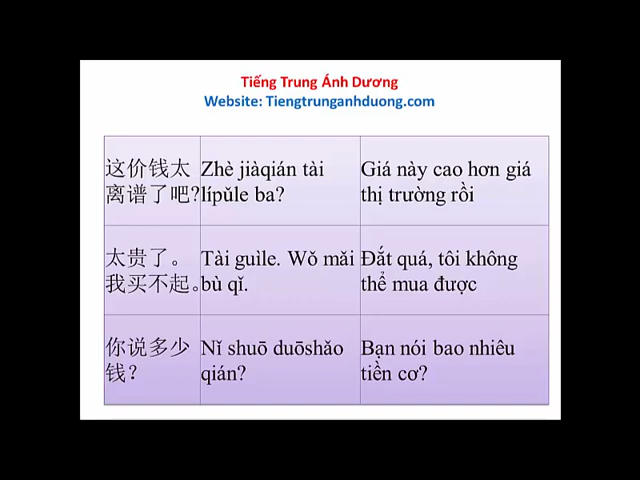 Tiếng Trung Ánh Dương
Website: Tiengtrunganhduong.com
这价钱太
离谱了吧?
Zhè jiàqián tài
lípǔle ba?
Giá này cao hơn giá
thị trường rồi
太贵了。
我买不起。
Tài guìle. Wǒ mǎi
bù qǐ.
Đắt quá, tôi không
thể mua được
你说多少
钱？
Nǐ shuō duōshǎo
qián?
Bạn nói bao nhiêu
tiền cơ?